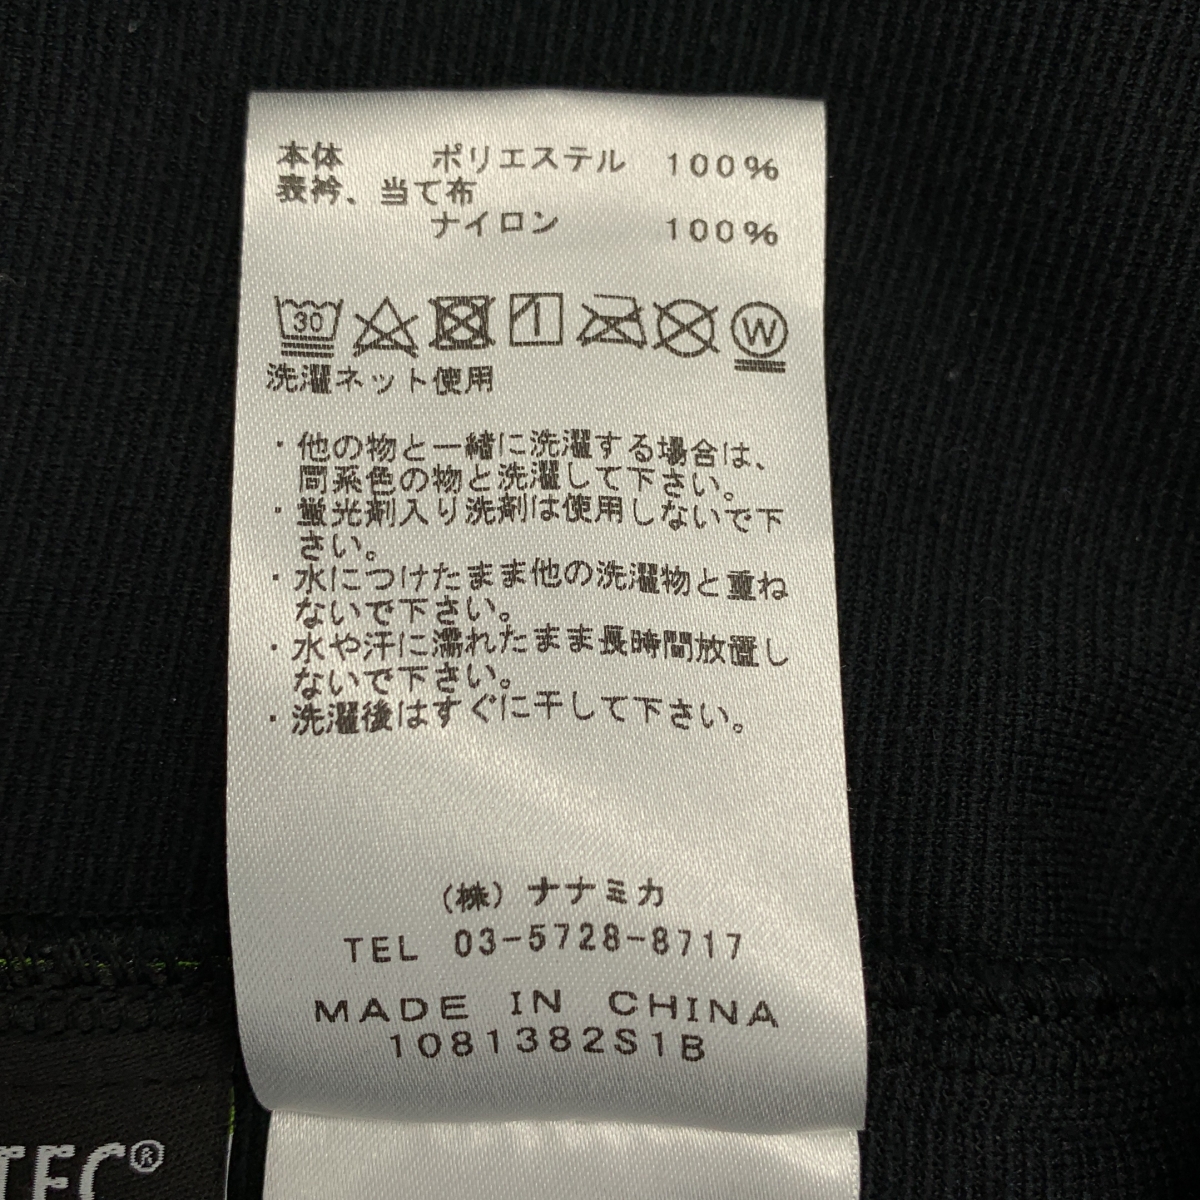 本体 ポリエステル 100%
表衿、当て布
ナイロン 100%
30 W
洗濯ネット使用
・他の物と一緒に洗濯する場合は、
同系色の物と洗濯して下さい。
・蛍光剤入り洗剤は使用しないで下
さい。
・水につけたまま他の洗濯物と重ね
ないで下さい。
・水や汗に濡れたまま長時間放置し
ないで下さい。
・洗濯後はすぐに干して下さい。
(株)ナナミカ
TEL 03-5728-8717
MADE IN CHINA
1081382S1B
TEC®